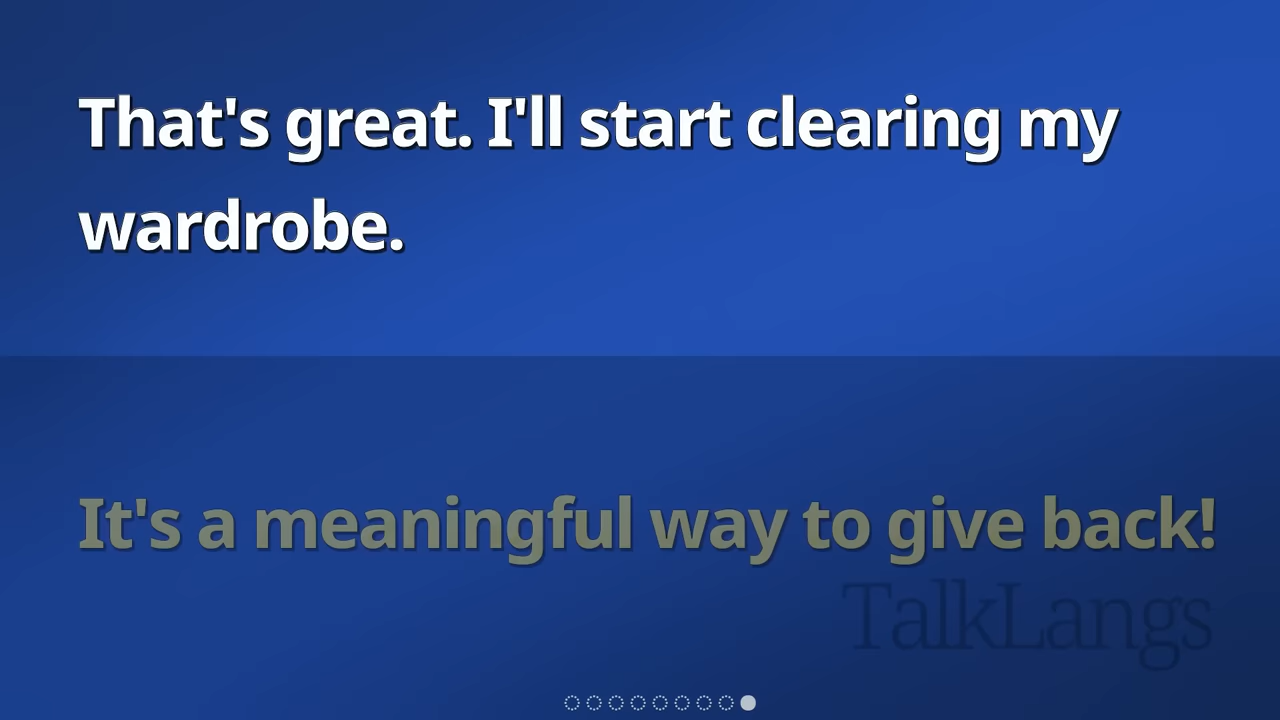 That's great. I'll start clearing my
wardrobe.
It's a meaningful way to give back!
TalkLangs